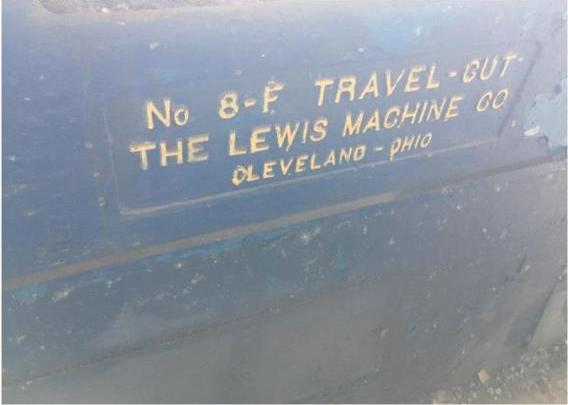 No 8-F TRAVEL-CUT-
THE LEWIS MACHINE CO
CLEVELAND-OHIO